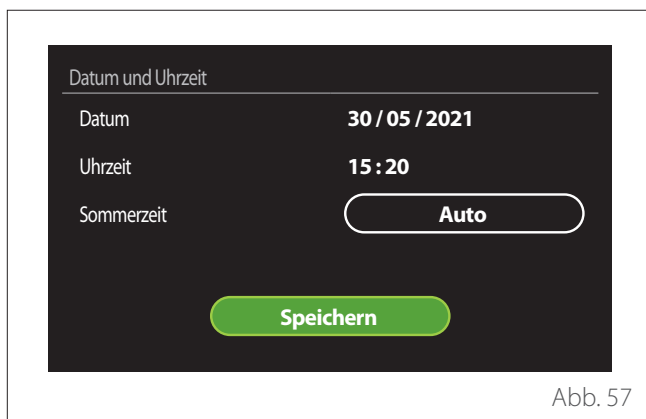 Datum und Uhrzeit
Datum 30 / 05 / 2021
Uhrzeit 15 : 20
Sommerzeit Auto
Speichern
Abb. 57